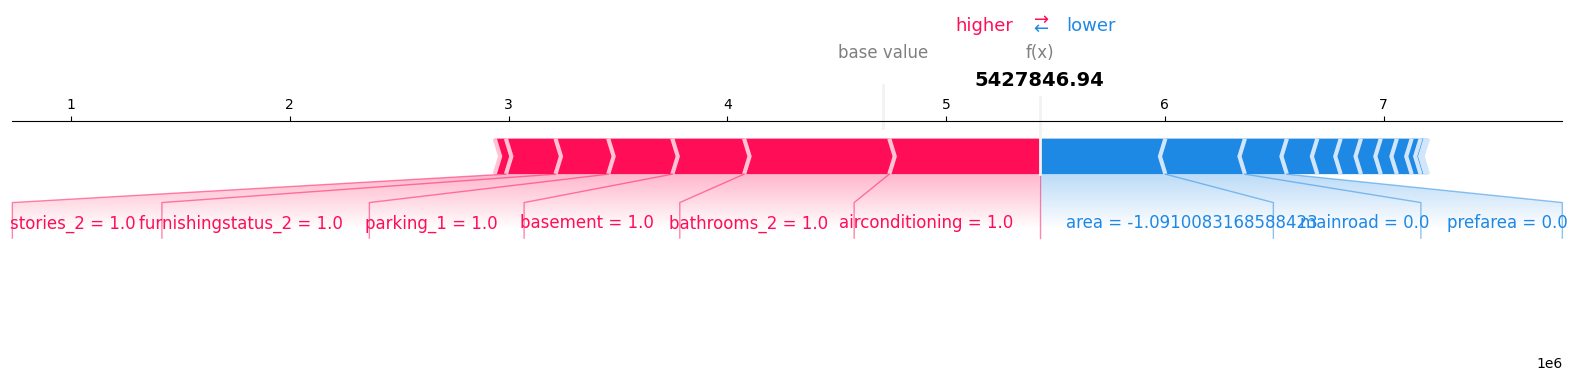 higher ⇄ lower
base value f(x)
5427846.94
1 2 3 4 5 6 7
stories_2 = 1.0 furnishingstatus_2 = 1.0 parking_1 = 1.0 basement = 1.0 bathrooms_2 = 1.0 airconditioning = 1.0 area = -1.0910083168588423 mainroad = 0.0 prefarea = 0.0
1e6